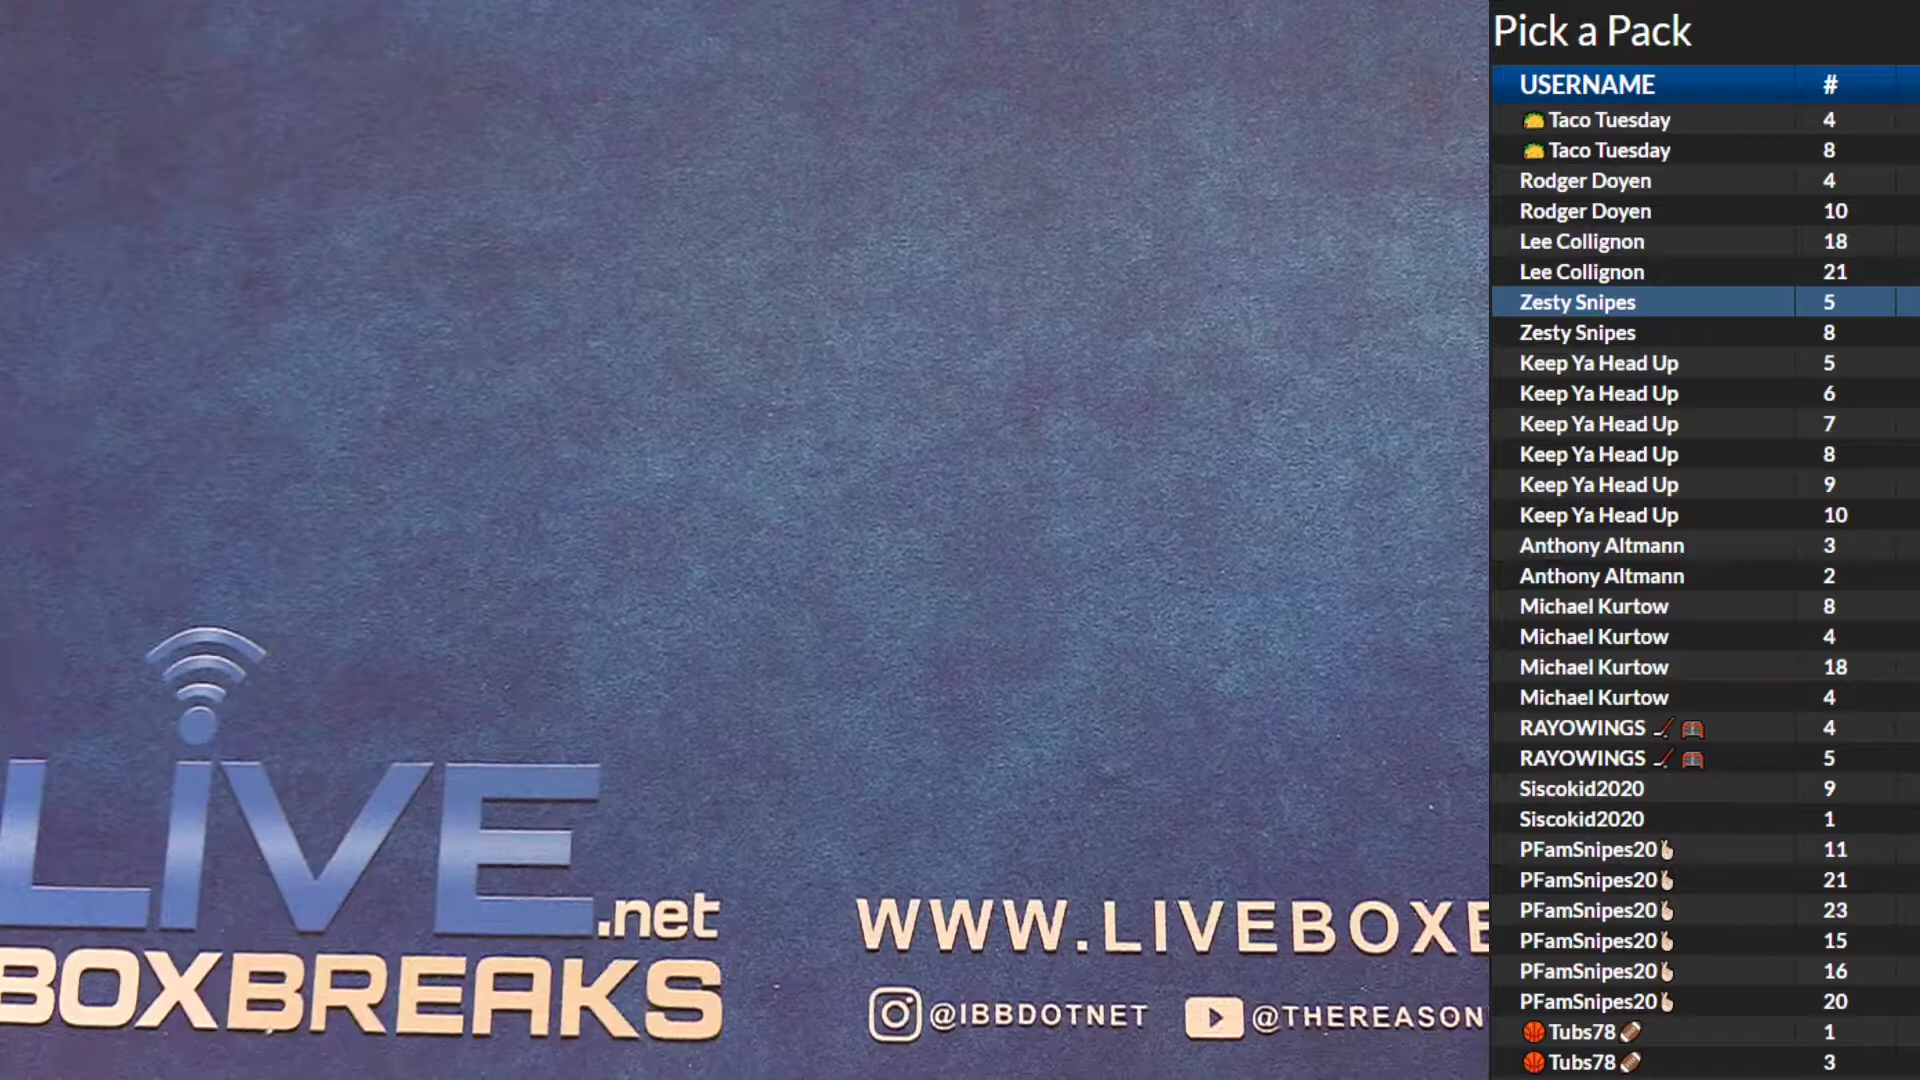 Pick a Pack
USERNAME #
🌮 Taco Tuesday 4
🌮 Taco Tuesday 8
Rodger Doyen 4
Rodger Doyen 10
Lee Collignon 18
Lee Collignon 21
Zesty Snipes 5
Zesty Snipes 8
Keep Ya Head Up 5
Keep Ya Head Up 6
Keep Ya Head Up 7
Keep Ya Head Up 8
Keep Ya Head Up 9
Keep Ya Head Up 10
Anthony Altmann 3
Anthony Altmann 2
Michael Kurtow 8
Michael Kurtow 4
Michael Kurtow 18
Michael Kurtow 4
RAYOWINGS 🏒 🥅 4
RAYOWINGS 🏒 🥅 5
Siscokid2020 9
Siscokid2020 1
PFamSnipes20🤞🏻 11
PFamSnipes20🤞🏻 21
PFamSnipes20🤞🏻 23
PFamSnipes20🤞🏻 15
PFamSnipes20🤞🏻 16
PFamSnipes20🤞🏻 20
🏀 Tubs78🏈 1
🏀 Tubs78🏈 3
LiVE
.net
BOXBREAKS
WWW.LIVEBOXB
@IBBDOTNET @THEREASON